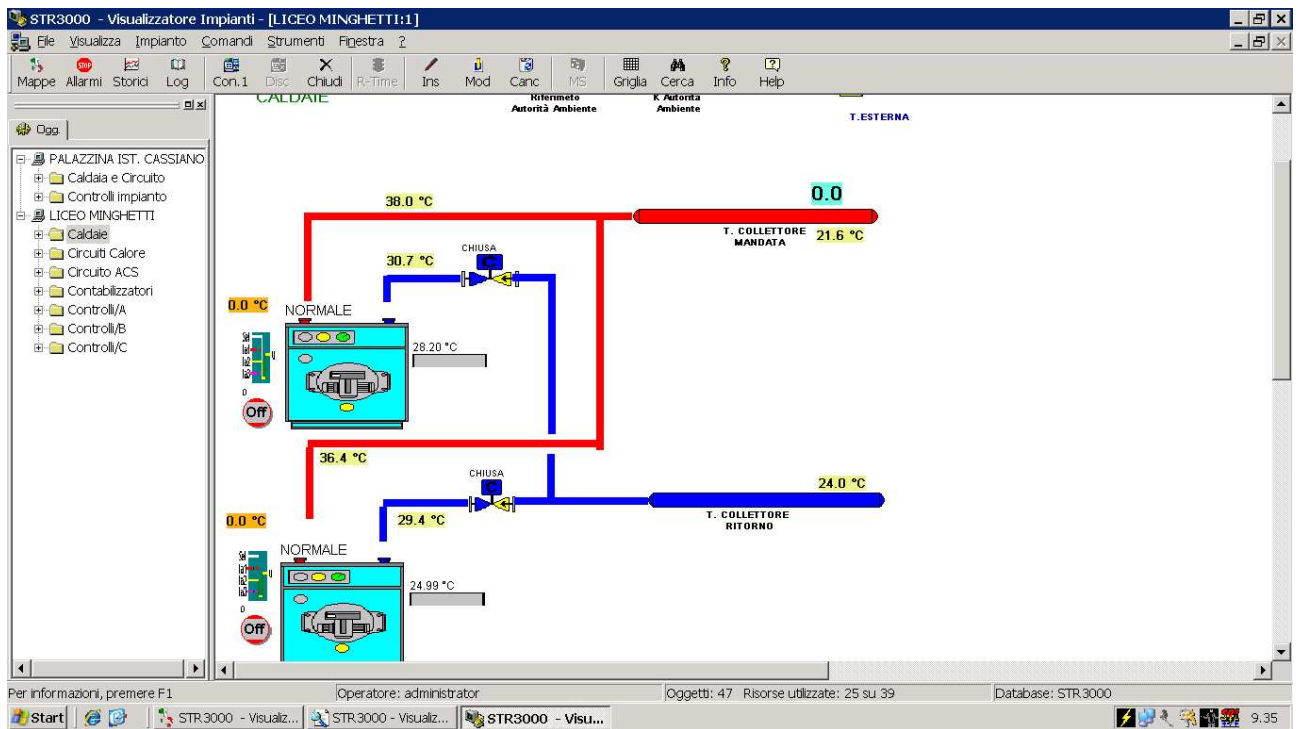 STR3000 - Visualizzatore Impianti - [LICEO MINGHETTI:1]
File Visualizza Impianto Comandi Strumenti Finestra ?
Mappe Allarmi Storici Log Con.1 Disc Chiudi R-Time Ins Mod Canc MS Griglia Cerca Info Help
Ogg.
PALAZZINA IST. CASSIANO
Caldaia e Circuito
Controlli impianto
LICEO MINGHETTI
Caldaie
Circuiti Calore
Circuito ACS
Contabilizzatori
Controlli/A
Controlli/B
Controlli/C
CALDAIE
Riferimeto
Autorità Ambiente
K Autorita
Ambiente
T.ESTERNA
38.0 °C
0.0
T. COLLETTORE
MANDATA
21.6 °C
CHIUSA
C
30.7 °C
0.0 °C
NORMALE
28.20 °C
0
Off
36.4 °C
CHIUSA
C
24.0 °C
T. COLLETTORE
RITORNO
29.4 °C
0.0 °C
NORMALE
24.99 °C
0
Off
Per informazioni, premere F1
Operatore: administrator
Oggetti: 47 Risorse utilizzate: 25 su 39
Database: STR3000
Start
STR3000 - Visualiz...
STR3000 - Visualiz...
STR3000 - Visu...
9.35